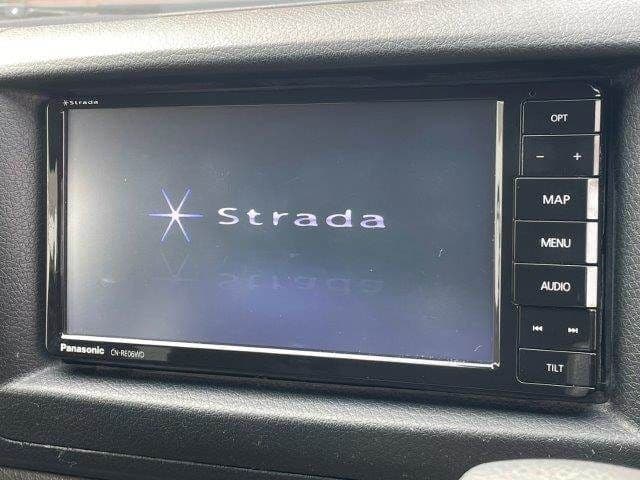 Strada
Strada
Panasonic CN-RE06WD
OPT
− +
MAP
MENU
AUDIO
TILT